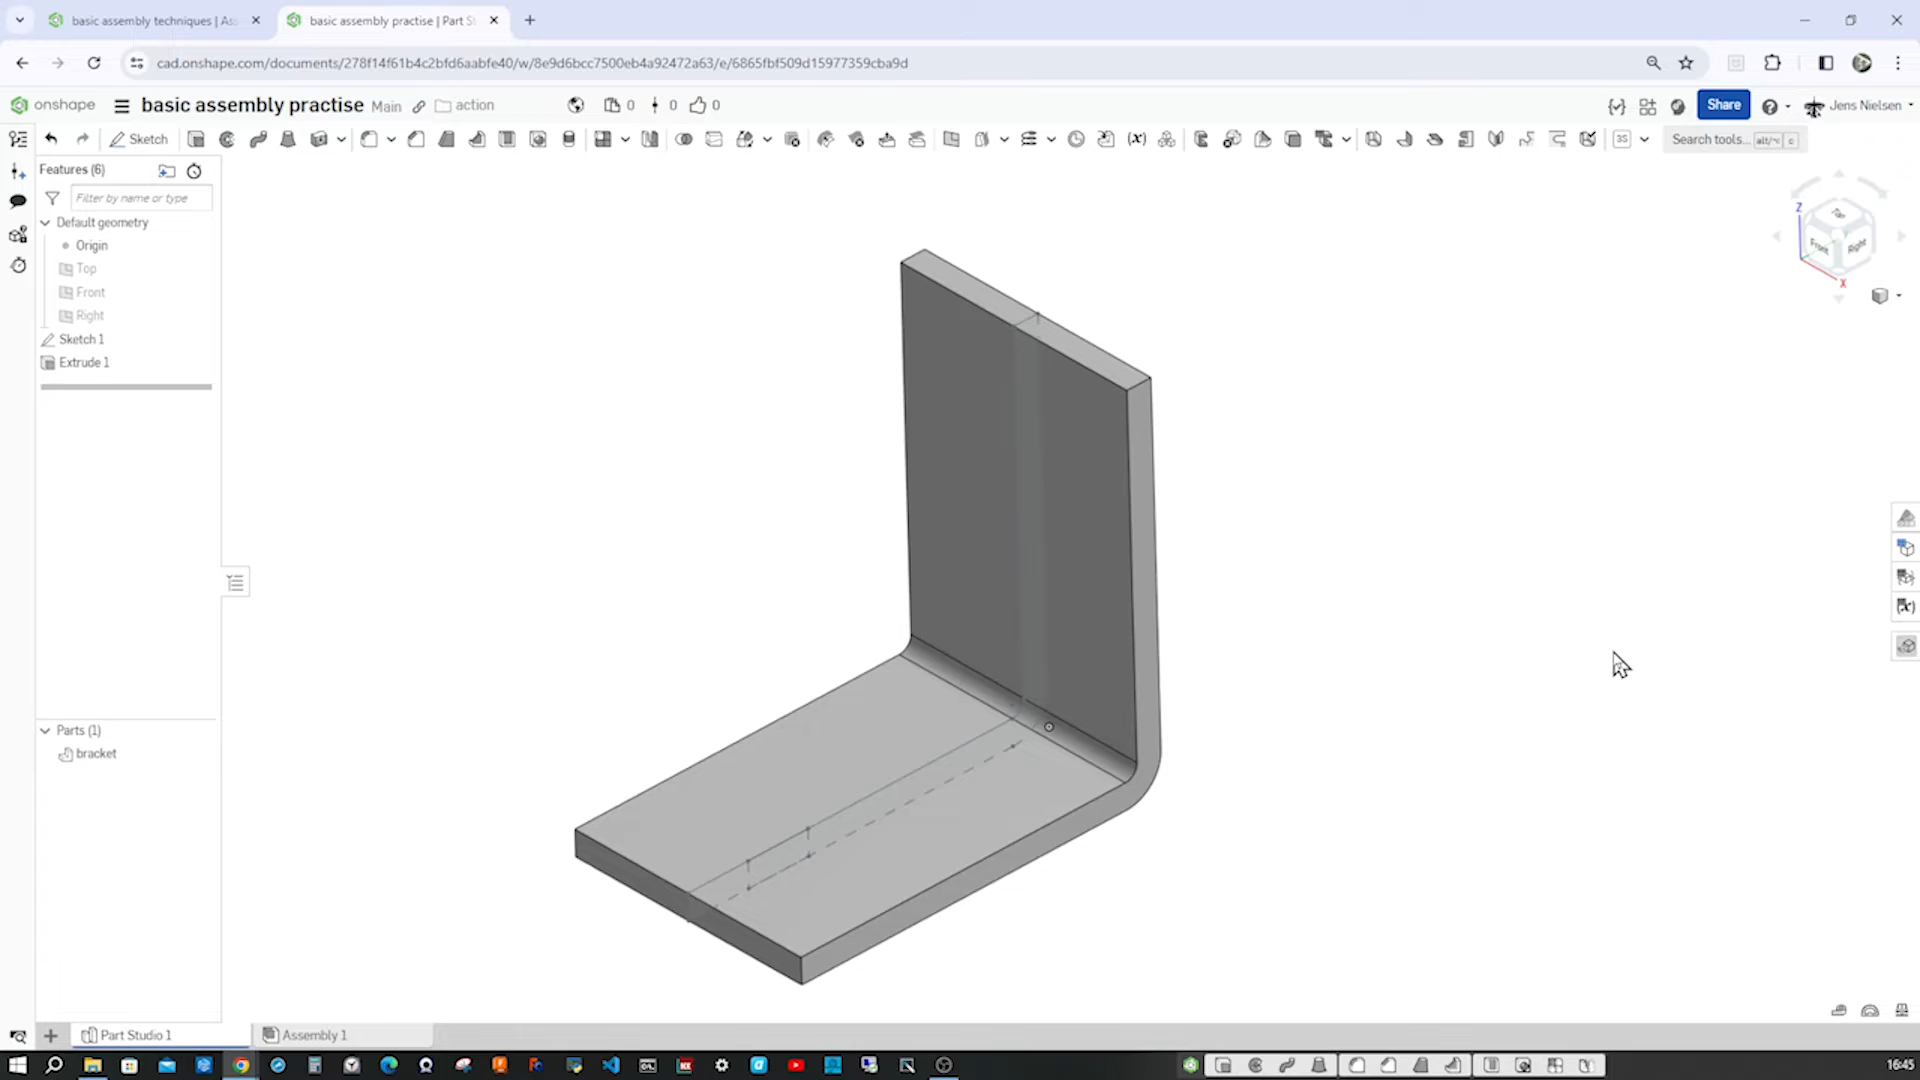 basic assembly techniques | As
basic assembly practise | Part S
cad.onshape.com/documents/278f14f61b4c2bfd6aabfe40/w/8e9d6bcc7500eb4a92472a63/e/6865fbf509d15977359cba9d
onshape basic assembly practise Main action 0 0 0 Share Jens Nielsen
Sketch (x) 3S Search tools... alt/⌥ c
Features (6)
Filter by name or type
Default geometry
Origin
Top
Front
Right
Sketch 1
Extrude 1
Z
Top
Front Right
X
(x)
Parts (1)
bracket
Part Studio 1 Assembly 1
16:45